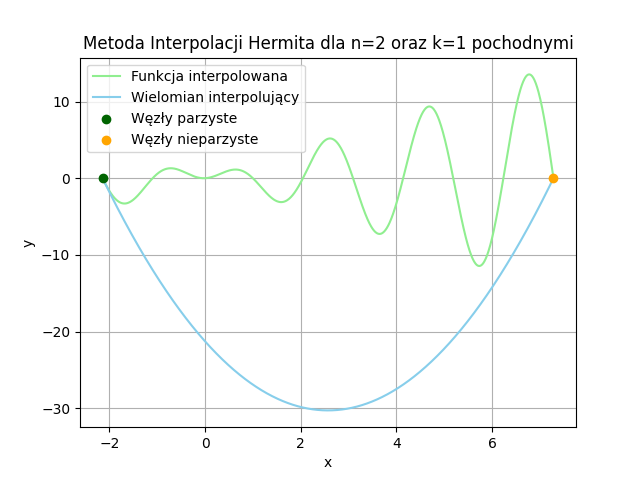 Metoda Interpolacji Hermita dla n=2 oraz k=1 pochodnymi
Funkcja interpolowana
Wielomian interpolujący
Węzły parzyste
Węzły nieparzyste
10
0
−10
−20
−30
y
−2
0
2
4
6
x